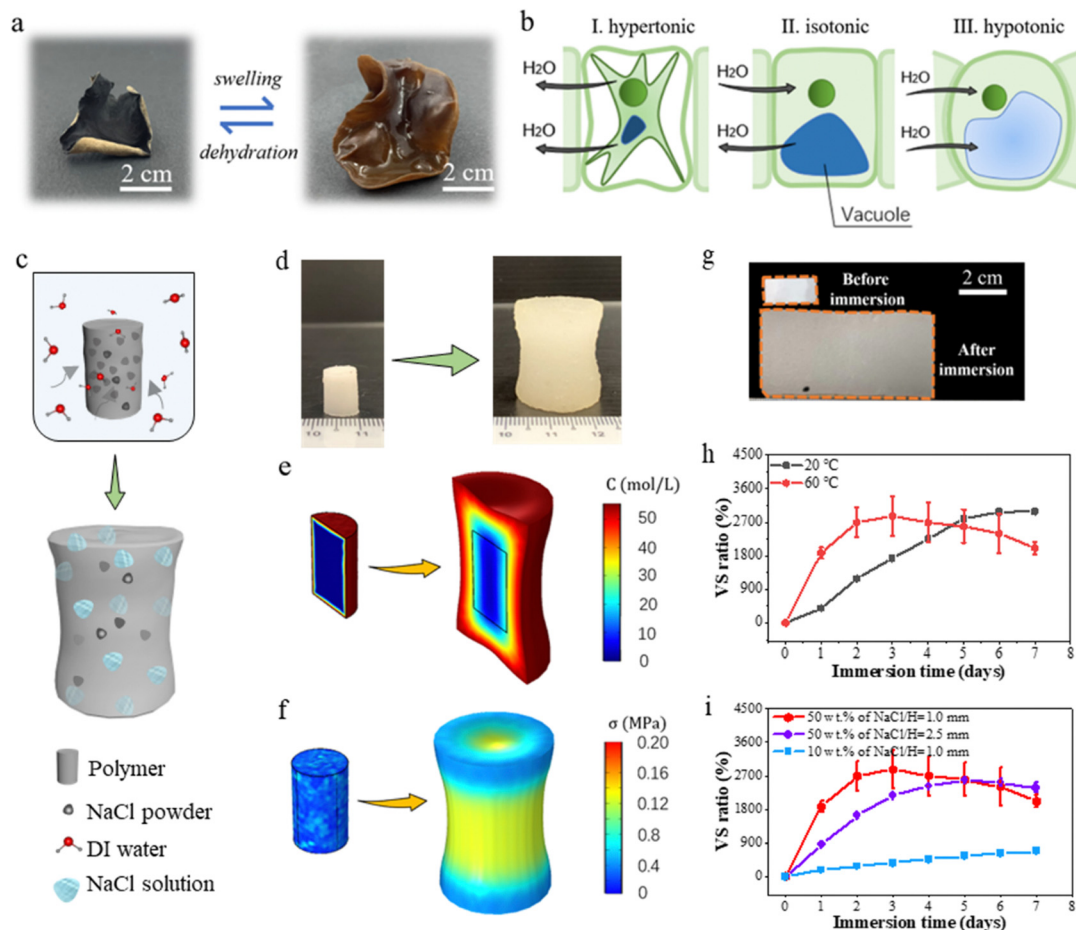 a
swelling
dehydration
2 cm
2 cm
b
I. hypertonic
II. isotonic
III. hypotonic
H2O
H2O
H2O
H2O
H2O
H2O
Vacuole
c
Polymer
NaCl powder
DI water
NaCl solution
d
10 11
10 11 12
e
C (mol/L)
50
40
30
20
10
0
f
σ (MPa)
0.20
0.16
0.12
0.8
0.4
0
g
Before
immersion
2 cm
After
immersion
h
20 °C
60 °C
VS ratio (%)
4500
3600
2700
1800
900
0
0 1 2 3 4 5 6 7 8
Immersion time (days)
i
50 wt.% of NaCl/H=1.0 mm
50 wt.% of NaCl/H=2.5 mm
10 wt.% of NaCl/H=1.0 mm
VS ratio (%)
4500
3600
2700
1800
900
0
0 1 2 3 4 5 6 7 8
Immersion time (days)